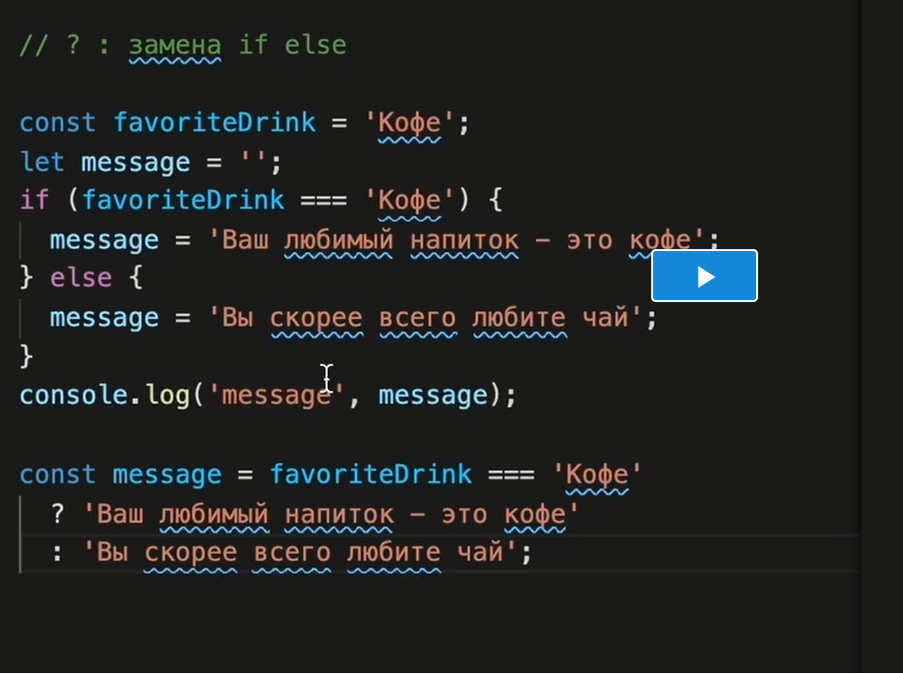 // ? : замена if else
const favoriteDrink = 'Кофе';
let message = '';
if (favoriteDrink === 'Кофе') {
message = 'Ваш любимый напиток – это кофе';
} else {
message = 'Вы скорее всего любите чай';
}
console.log('message', message);
const message = favoriteDrink === 'Кофе'
? 'Ваш любимый напиток – это кофе'
: 'Вы скорее всего любите чай';